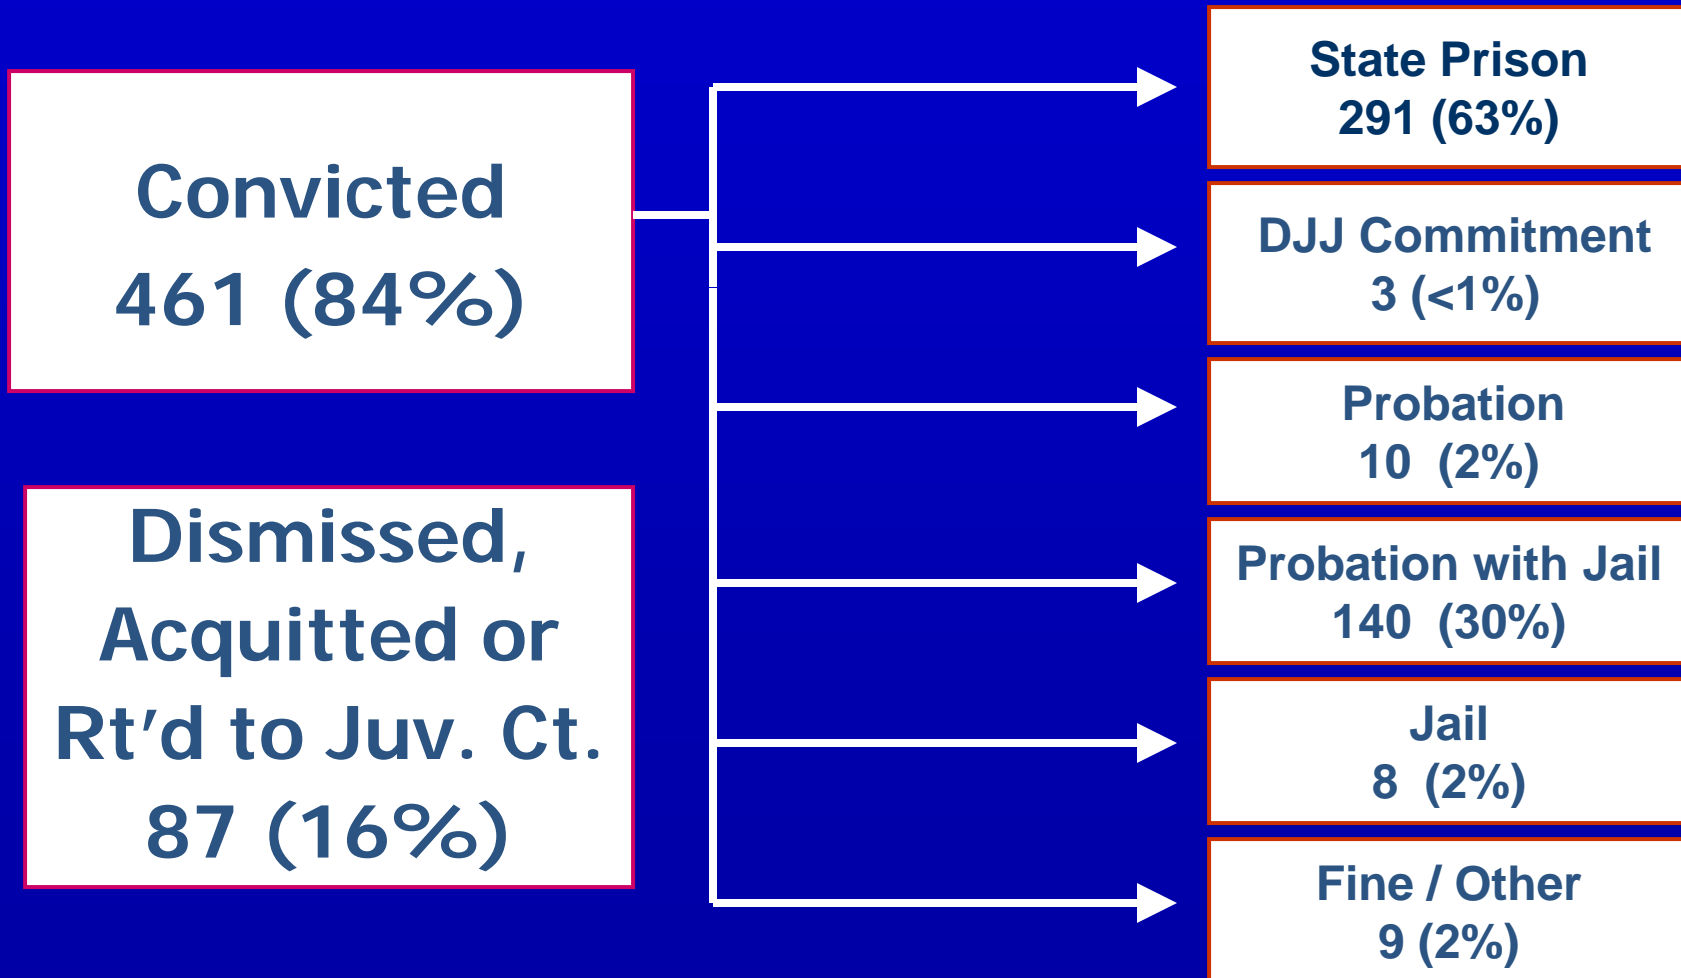 Convicted
461 (84%)
Dismissed,
Acquitted or
Rt’d to Juv. Ct.
87 (16%)
State Prison
291 (63%)
DJJ Commitment
3 (<1%)
Probation
10 (2%)
Probation with Jail
140 (30%)
Jail
8 (2%)
Fine / Other
9 (2%)